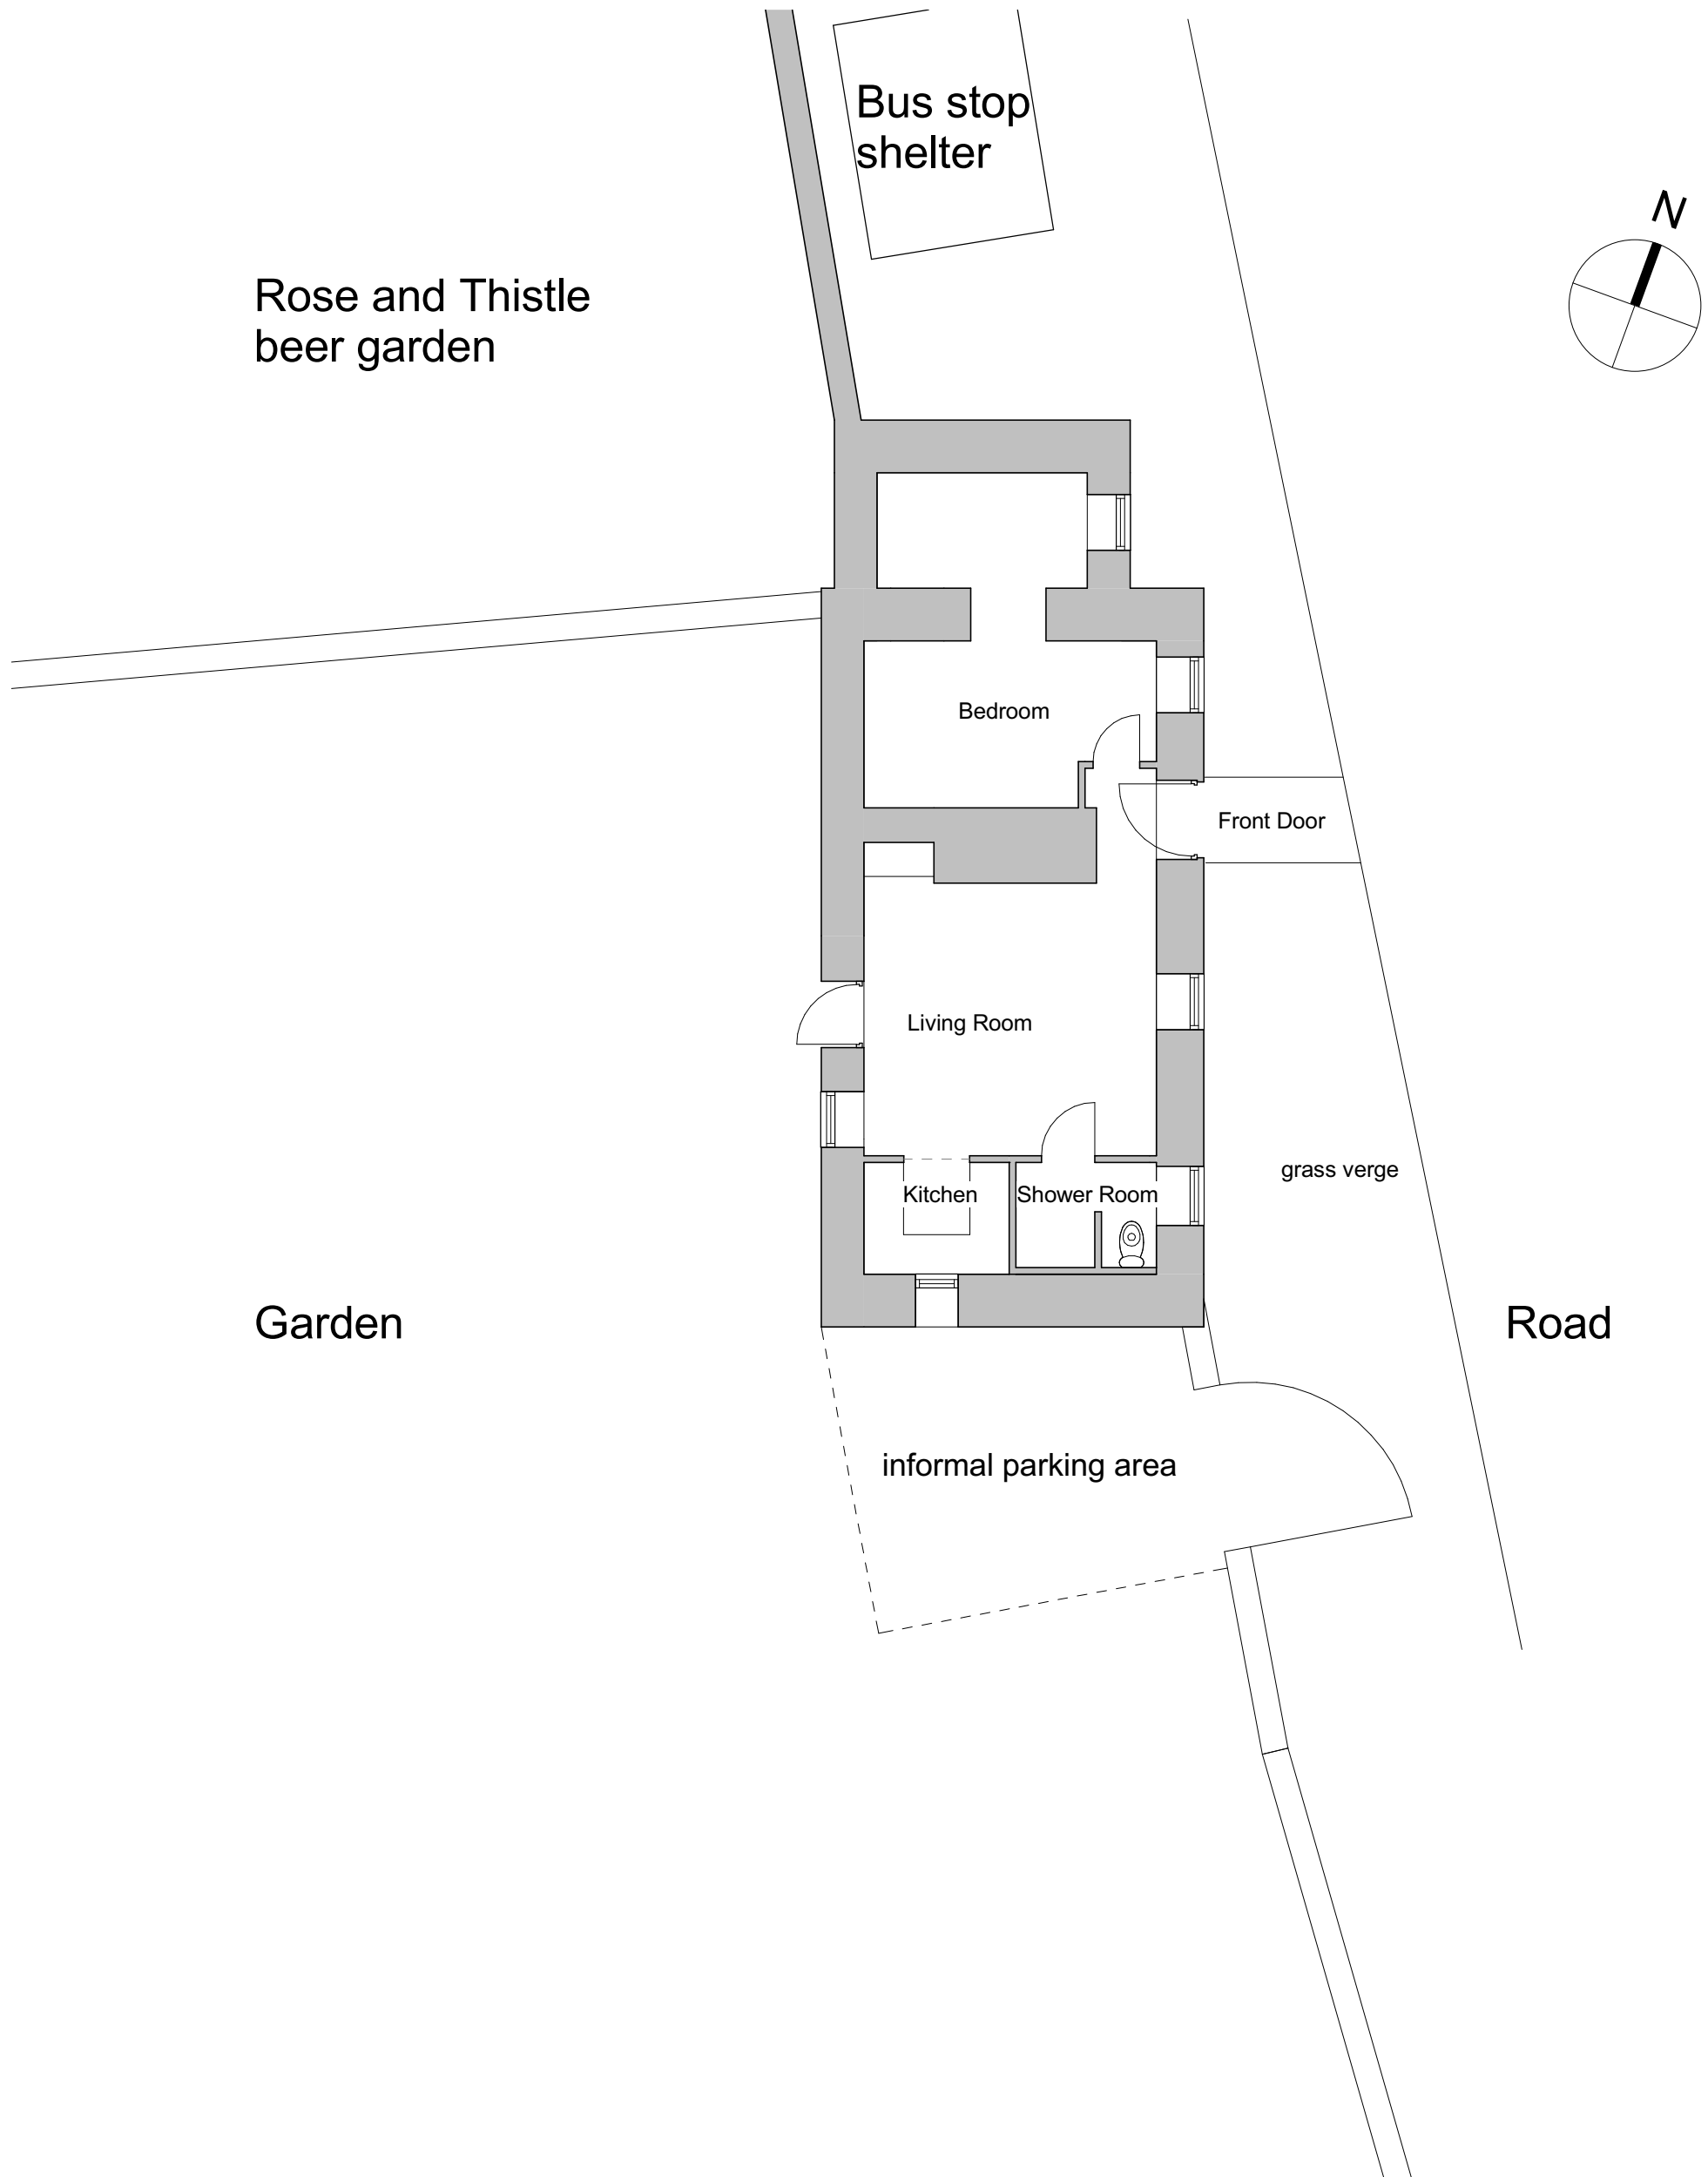 Bus stop
shelter
N
Rose and Thistle
beer garden
Bedroom
Front Door
Living Room
grass verge
Kitchen
Shower Room
Garden
Road
informal parking area